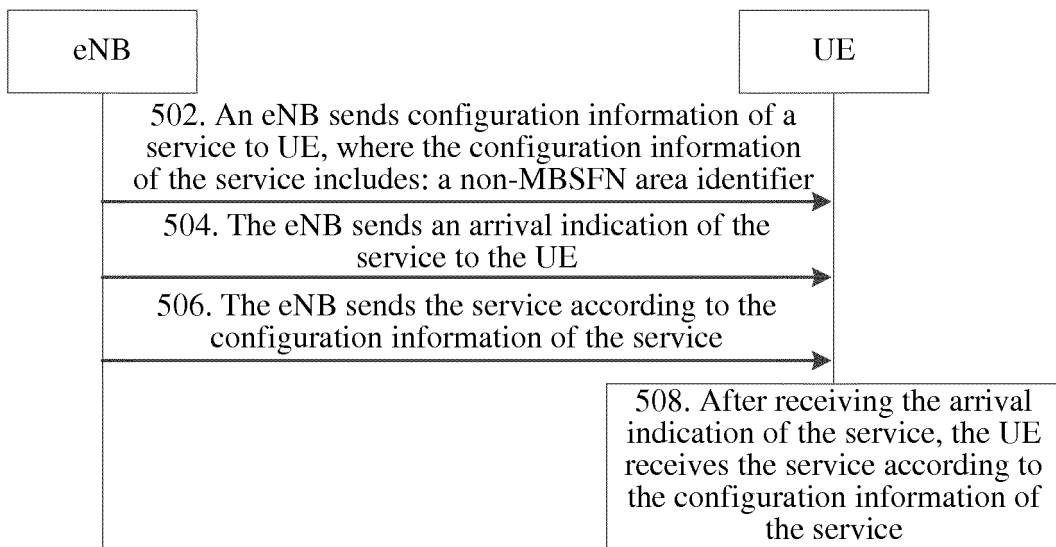 eNB
UE
502. An eNB sends configuration information of a
service to UE, where the configuration information
of the service includes: a non-MBSFN area identifier
504. The eNB sends an arrival indication of the
service to the UE
506. The eNB sends the service according to the
configuration information of the service
508. After receiving the arrival
indication of the service, the UE
receives the service according to
the configuration information of
the service